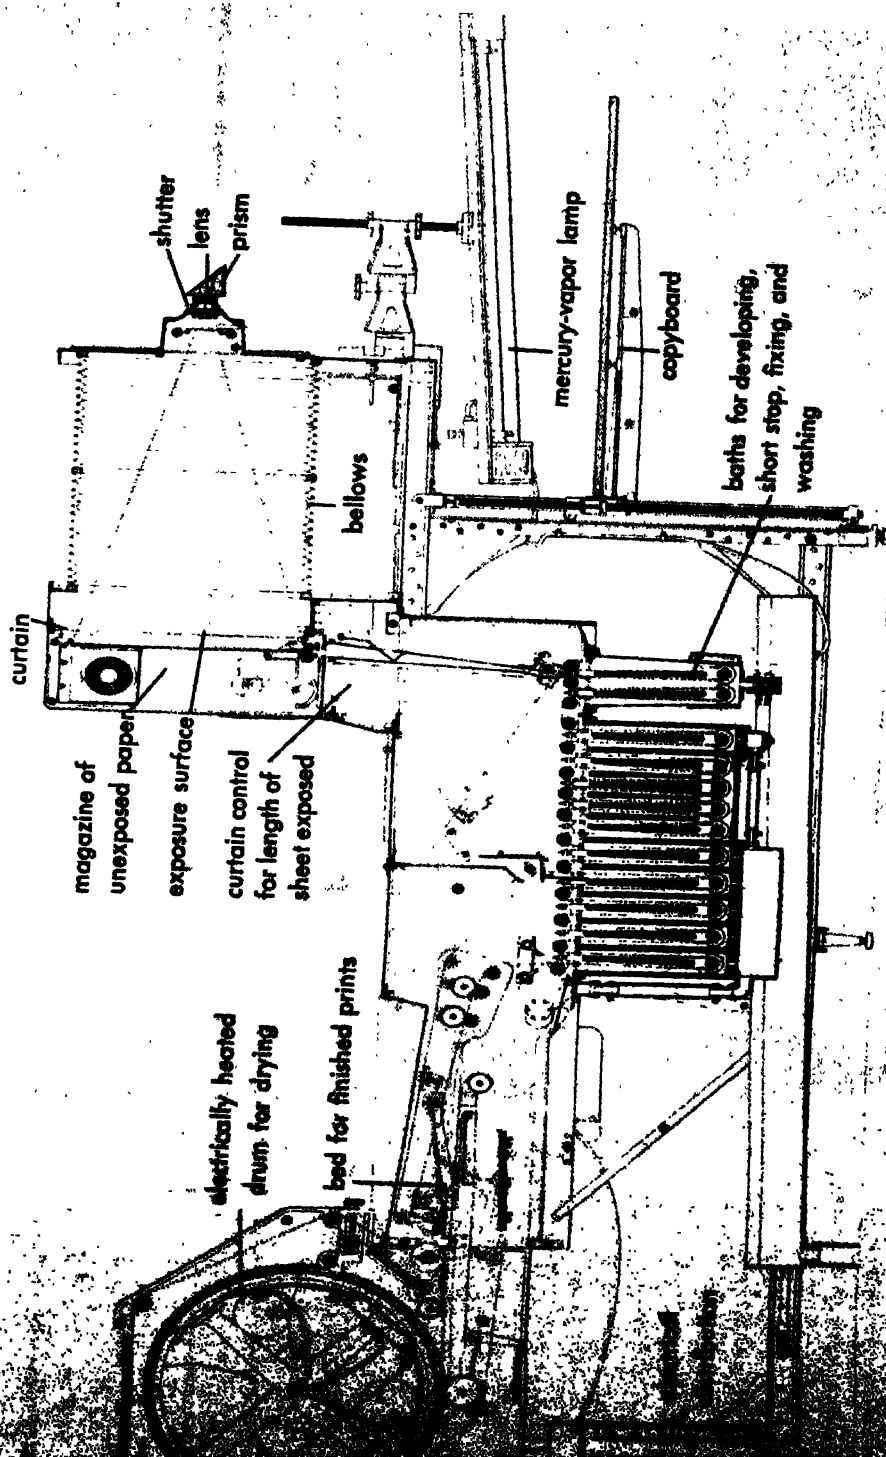 shutter
lens
prism
curtain
magazine of
unexposed paper
exposure surface
curtain control
for length of
sheet exposed
bellows
mercury-vapor lamp
copyboard
baths for developing,
short stop, fixing, and
washing
electrically heated
drum for drying
bed for finished prints